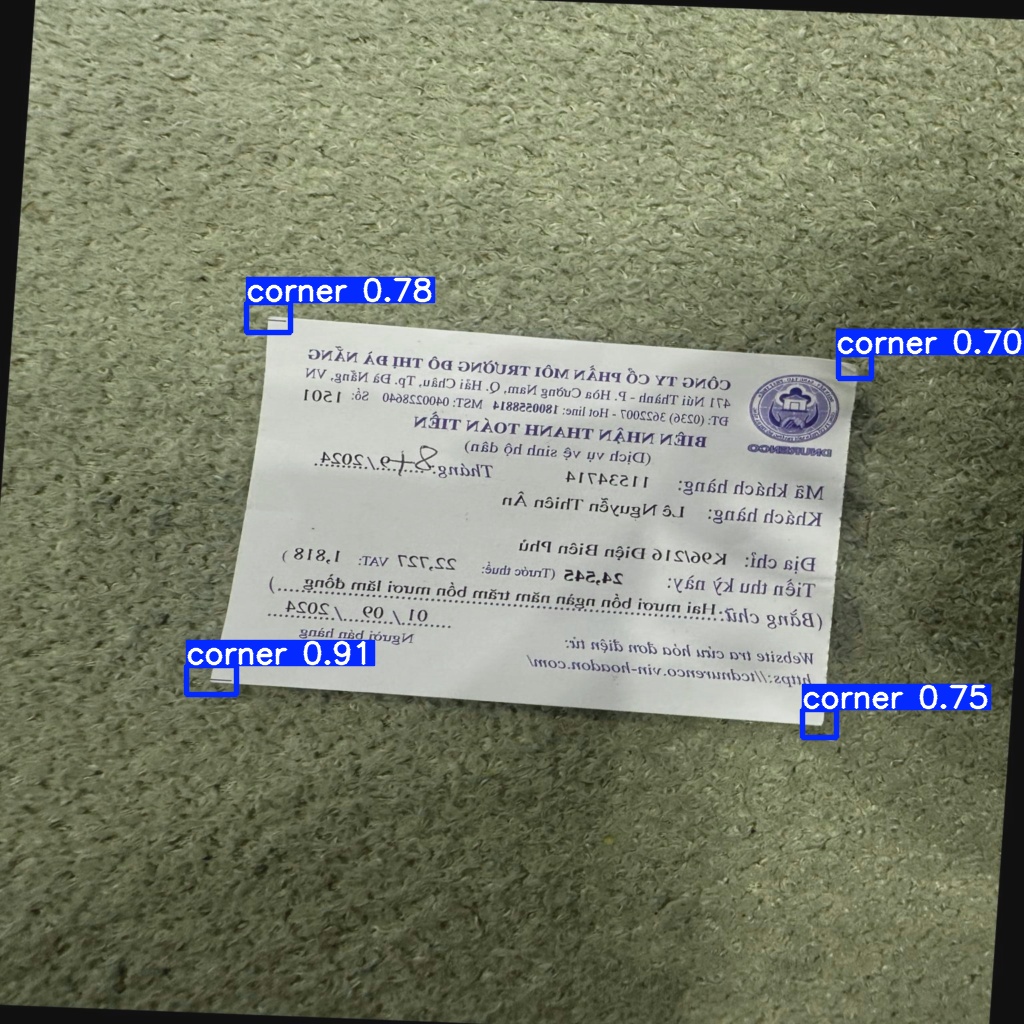 corner 0.78
corner 0.70
CÔNG TY CỔ PHẦN MÔI TRƯỜNG ĐÔ THỊ ĐÀ NẴNG
471 Núi Thành - P. Hòa Cường Nam, Q. Hải Châu, Tp. Đà Nẵng, VN
ĐT: (0236) 3622007 - Hot line: 1800558814 MST: 0400228640 Số: 1501
BIÊN NHẬN THANH TOÁN TIỀN
(Dịch vụ vệ sinh hộ dân)
Tháng: 8+9/2024
Mã khách hàng: 11534714
Khách hàng: Lê Nguyễn Thiên Ân
Địa chỉ: K96/216 Điện Biên Phủ
Tiền thu kỳ này: 24,545 (Trước thuế: 22,727 VAT: 1,818 )
(Bằng chữ: Hai mươi bốn ngàn năm trăm bốn mươi lăm đồng....)
01 / 09 / 2024
Người bán hàng
Website tra cứu hóa đơn điện tử:
https://tcdnurenco.vin-hoadon.com/
corner 0.91
corner 0.75